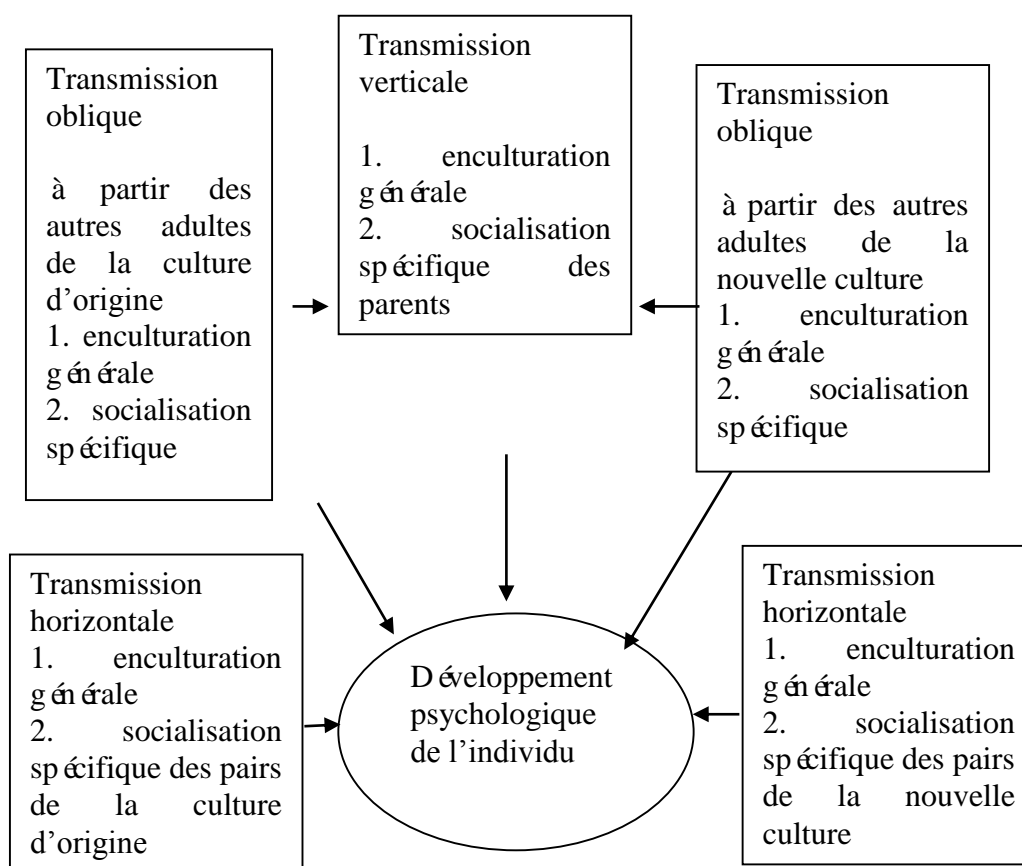 Transmission
oblique
à partir des
autres adultes
de la culture
d’origine
1. enculturation
générale
2. socialisation
spécifique
Transmission
verticale
1. enculturation
générale
2. socialisation
spécifique des
parents
Transmission
oblique
à partir des autres
adultes de la
nouvelle culture
1. enculturation
générale
2. socialisation
spécifique
Transmission
horizontale
1. enculturation
générale
2. socialisation
spécifique des pairs
de la culture
d’origine
Développement
psychologique
de l’individu
Transmission
horizontale
1. enculturation
générale
2. socialisation
spécifique des pairs
de la nouvelle
culture